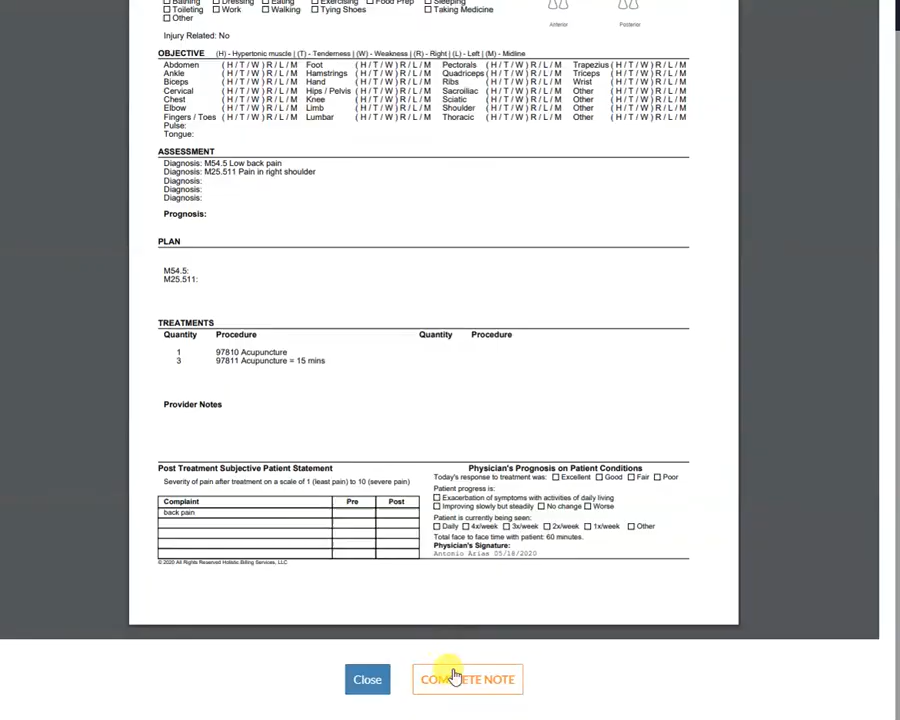 Bathing Dressing Eating Exercising Food Prep Sleeping
Toileting Work Walking Tying Shoes Taking Medicine
Other
Anterior Posterior
Injury Related: No
OBJECTIVE (H) - Hypertonic muscle | (T) - Tenderness | (W) - Weakness | (R) - Right | (L) - Left | (M) - Midline
Abdomen ( H / T / W ) R / L / M Foot ( H / T / W ) R / L / M Pectorals ( H / T / W ) R / L / M Trapezius ( H / T / W ) R / L / M
Ankle ( H / T / W ) R / L / M Hamstrings ( H / T / W ) R / L / M Quadriceps ( H / T / W ) R / L / M Triceps ( H / T / W ) R / L / M
Biceps ( H / T / W ) R / L / M Hand ( H / T / W ) R / L / M Ribs ( H / T / W ) R / L / M Wrist ( H / T / W ) R / L / M
Cervical ( H / T / W ) R / L / M Hips / Pelvis ( H / T / W ) R / L / M Sacroiliac ( H / T / W ) R / L / M Other ( H / T / W ) R / L / M
Chest ( H / T / W ) R / L / M Knee ( H / T / W ) R / L / M Sciatic ( H / T / W ) R / L / M Other ( H / T / W ) R / L / M
Elbow ( H / T / W ) R / L / M Limb ( H / T / W ) R / L / M Shoulder ( H / T / W ) R / L / M Other ( H / T / W ) R / L / M
Fingers / Toes ( H / T / W ) R / L / M Lumbar ( H / T / W ) R / L / M Thoracic ( H / T / W ) R / L / M Other ( H / T / W ) R / L / M
Pulse:
Tongue:
ASSESSMENT
Diagnosis: M54.5 Low back pain
Diagnosis: M25.511 Pain in right shoulder
Diagnosis:
Diagnosis:
Diagnosis:
Prognosis:
PLAN
M54.5:
M25.511:
TREATMENTS
Quantity Procedure Quantity Procedure
1 97810 Acupuncture
3 97811 Acupuncture = 15 mins
Provider Notes
Post Treatment Subjective Patient Statement
Severity of pain after treatment on a scale of 1 (least pain) to 10 (severe pain)
Complaint Pre Post
back pain
© 2020 All Rights Reserved Holistic Billing Services, LLC
Physician's Prognosis on Patient Conditions
Today's response to treatment was: Excellent Good Fair Poor
Patient progress is:
Exacerbation of symptoms with activities of daily living
Improving slowly but steadily No change Worse
Patient is currently being seen:
Daily 4x/week 3x/week 2x/week 1x/week Other
Total face to face time with patient: 60 minutes.
Physician's Signature:
Antonio Arias 05/18/2020
Close COMPLETE NOTE